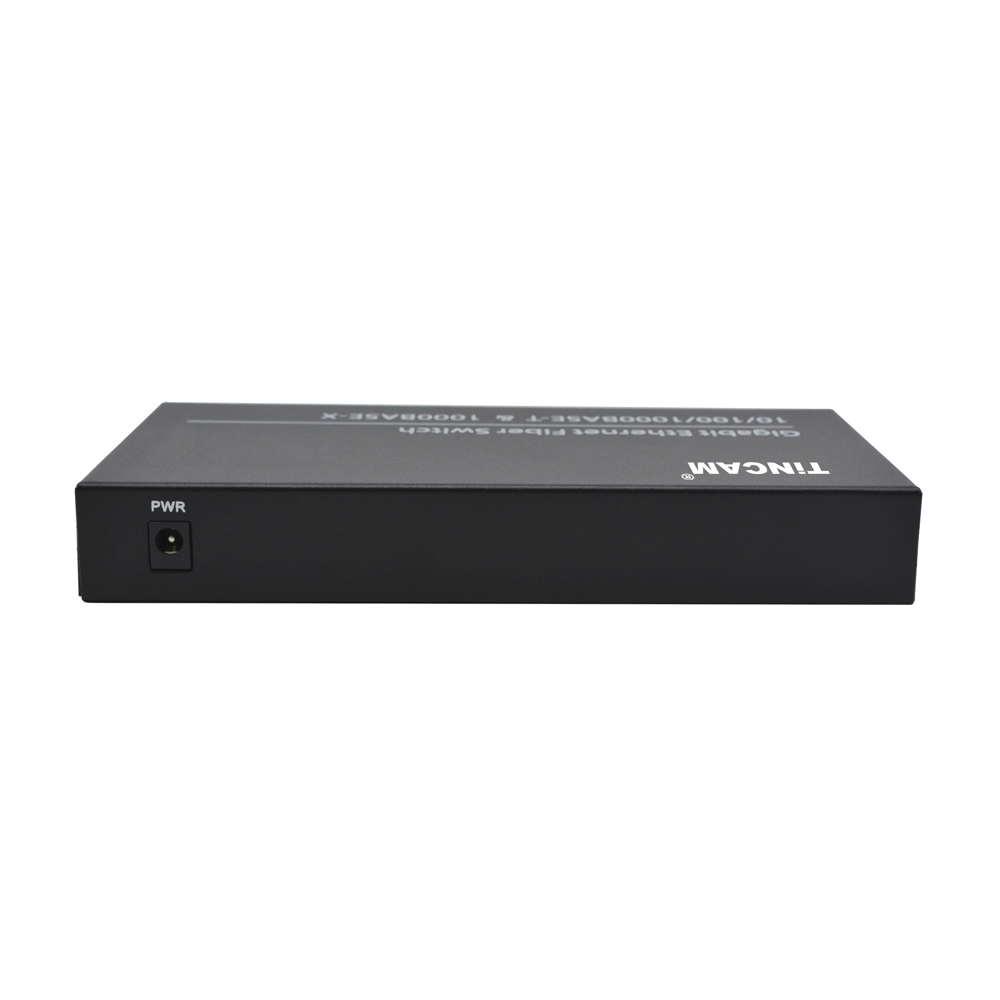 TiNCAM®
Gigabit Ethernet Fiber Switch
10/100/1000BASE-T & 1000BASE-X
PWR